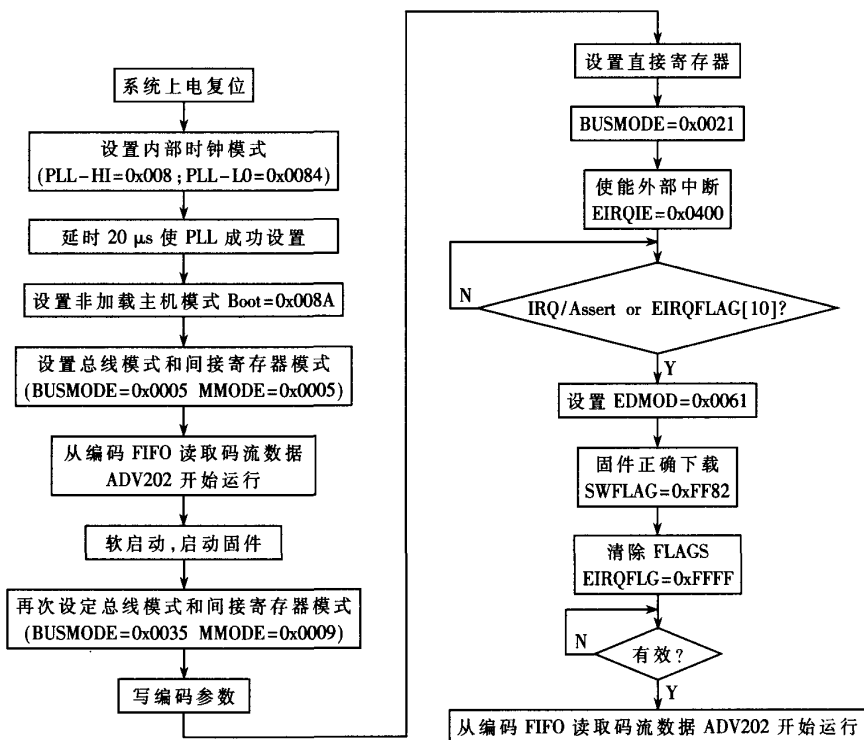 系统上电复位
设置内部时钟模式
(PLL-HI=0x008;PLL-LO=0x0084)
延时 20 μs 使 PLL 成功设置
设置非加载主机模式 Boot=0x008A
设置总线模式和间接寄存器模式
(BUSMODE=0x0005 MMODE=0x0005)
从编码 FIFO 读取码流数据
ADV202 开始运行
软启动,启动固件
再次设定总线模式和间接寄存器模式
(BUSMODE=0x0035 MMODE=0x0009)
写编码参数
设置直接寄存器
BUSMODE=0x0021
使能外部中断
EIRQIE=0x0400
IRQ/Assert or EIRQFLAG[10]?
N
Y
设置 EDMOD=0x0061
固件正确下载
SWFLAG=0xFF82
清除 FLAGS
EIRQFLG=0xFFFF
有效?
N
Y
从编码 FIFO 读取码流数据 ADV202 开始运行